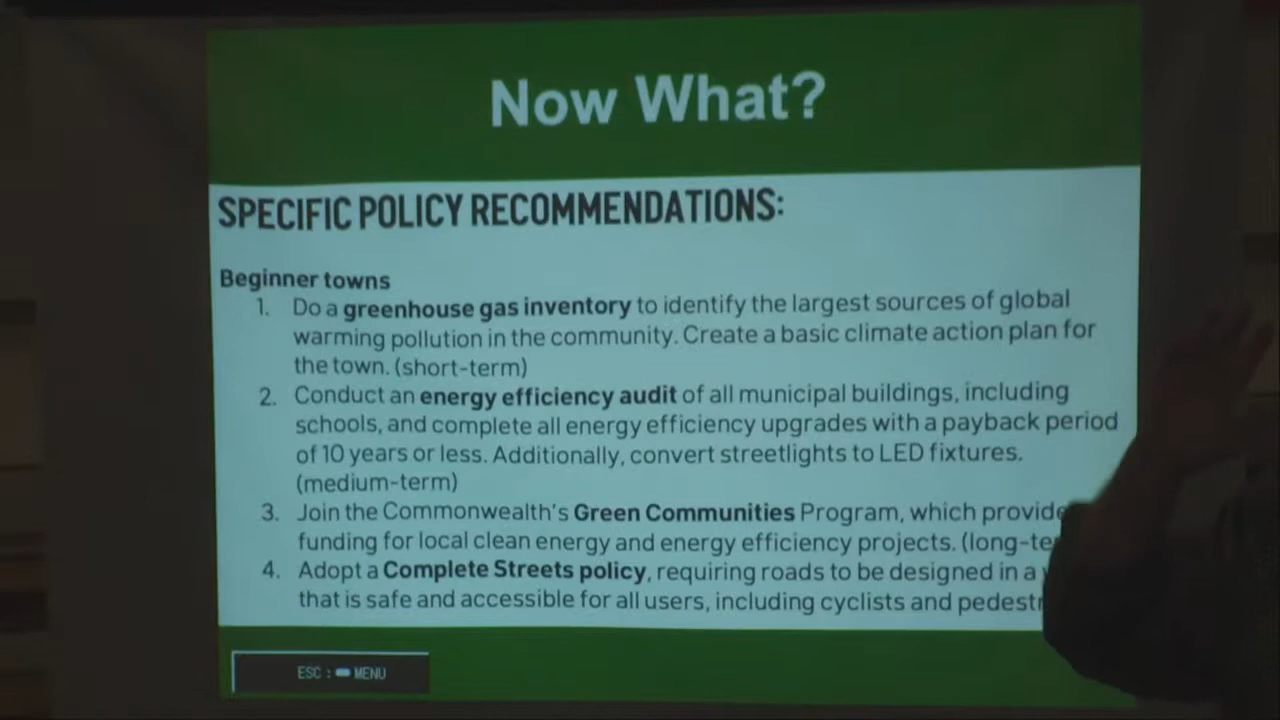 Now What?
SPECIFIC POLICY RECOMMENDATIONS:
Beginner towns
1. Do a greenhouse gas inventory to identify the largest sources of global
warming pollution in the community. Create a basic climate action plan for
the town. (short-term)
2. Conduct an energy efficiency audit of all municipal buildings, including
schools, and complete all energy efficiency upgrades with a payback period
of 10 years or less. Additionally, convert streetlights to LED fixtures.
(medium-term)
3. Join the Commonwealth's Green Communities Program, which provide
funding for local clean energy and energy efficiency projects. (long-te
4. Adopt a Complete Streets policy, requiring roads to be designed in a
that is safe and accessible for all users, including cyclists and pedest
ESC : MENU